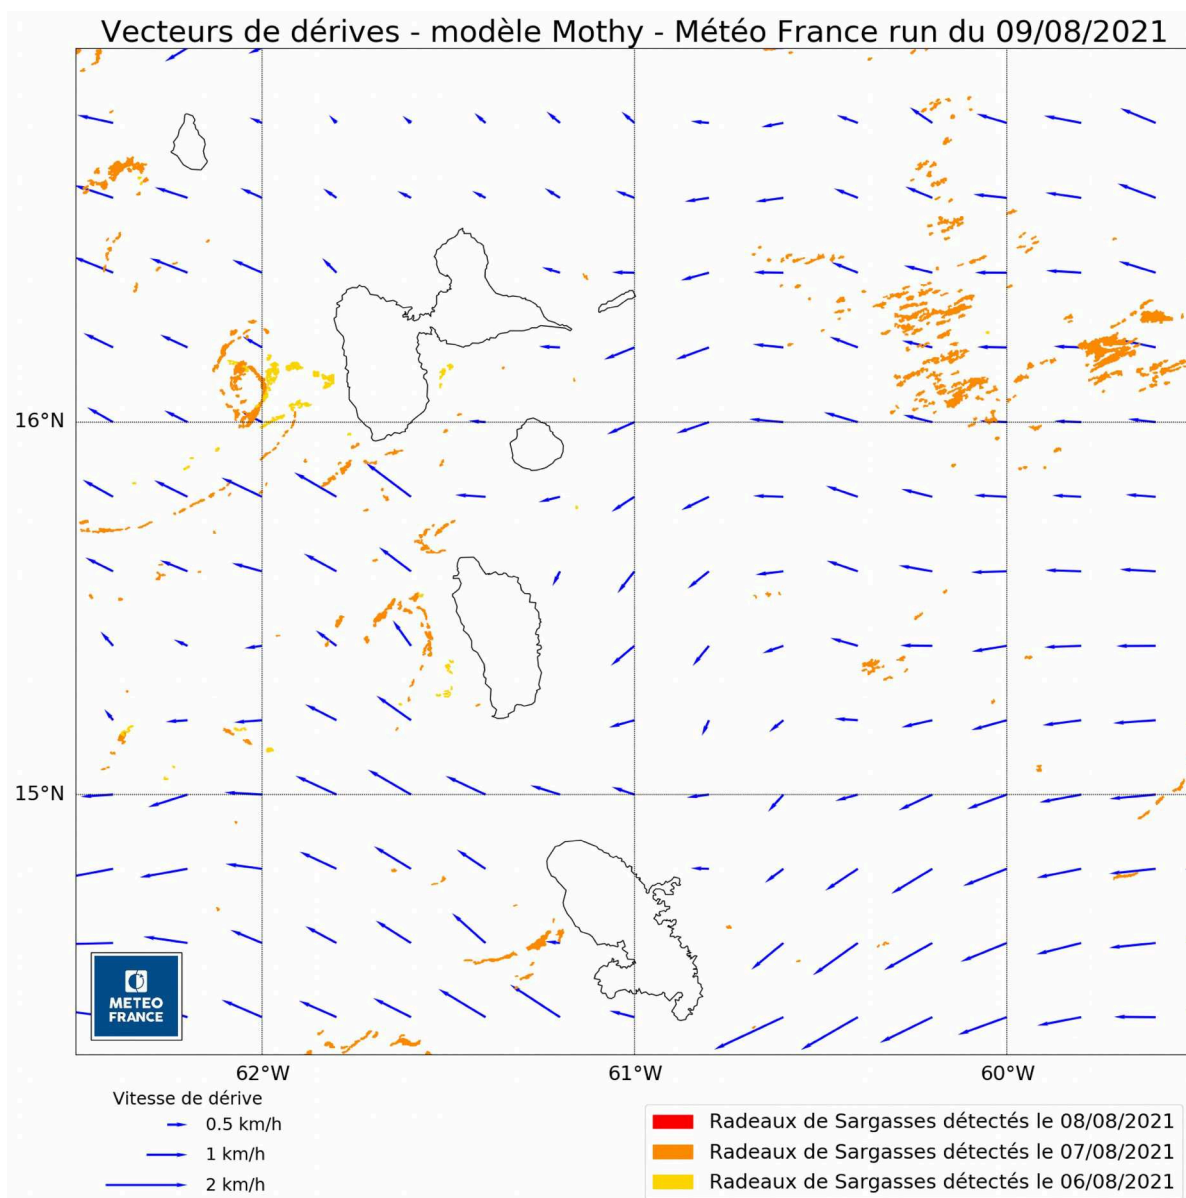 Vecteurs de dérives - modèle Mothy - Météo France run du 09/08/2021
16°N
15°N
METEO
FRANCE
62°W
61°W
60°W
Vitesse de dérive
0.5 km/h
1 km/h
2 km/h
Radeaux de Sargasses détectés le 08/08/2021
Radeaux de Sargasses détectés le 07/08/2021
Radeaux de Sargasses détectés le 06/08/2021